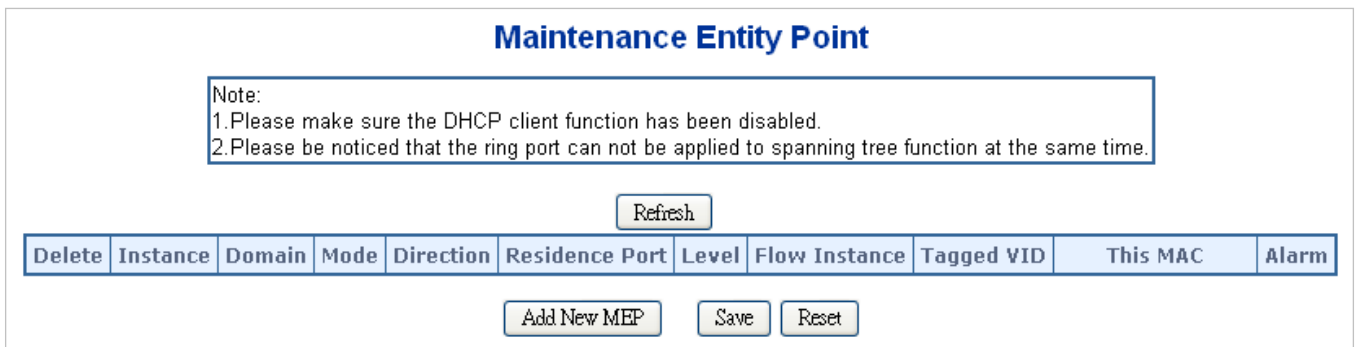 Maintenance Entity Point
Note:
1.Please make sure the DHCP client function has been disabled.
2.Please be noticed that the ring port can not be applied to spanning tree function at the same time.
Refresh
Delete Instance Domain Mode Direction Residence Port Level Flow Instance Tagged VID This MAC Alarm
Add New MEP Save Reset